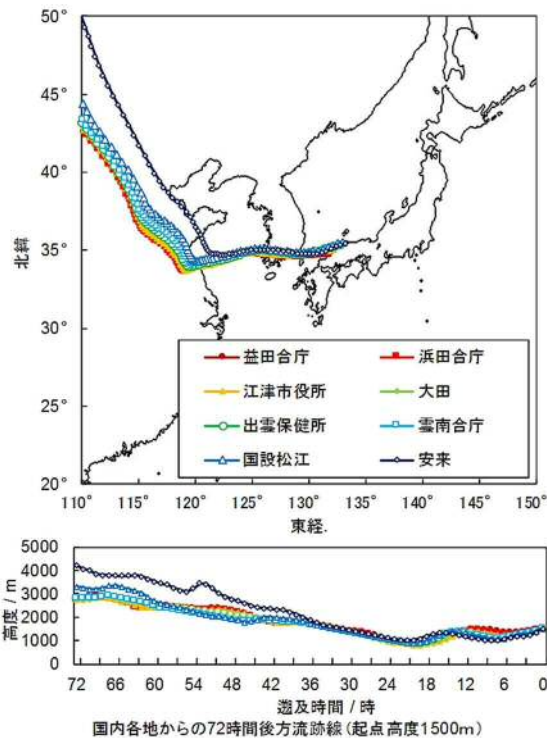 50°
45°
40°
35°
30°
25°
20°
北緯
益田合庁 浜田合庁
江津市役所 大田
出雲保健所 雲南合庁
国設松江 安来
110° 115° 120° 125° 130° 135° 140° 145° 150°
東経.
5000
4000
3000
2000
1000
0
高度 / m
72 66 60 54 48 42 36 30 24 18 12 6 0
遡及時間 / 時
国内各地からの72時間後方流跡線(起点高度1500m)